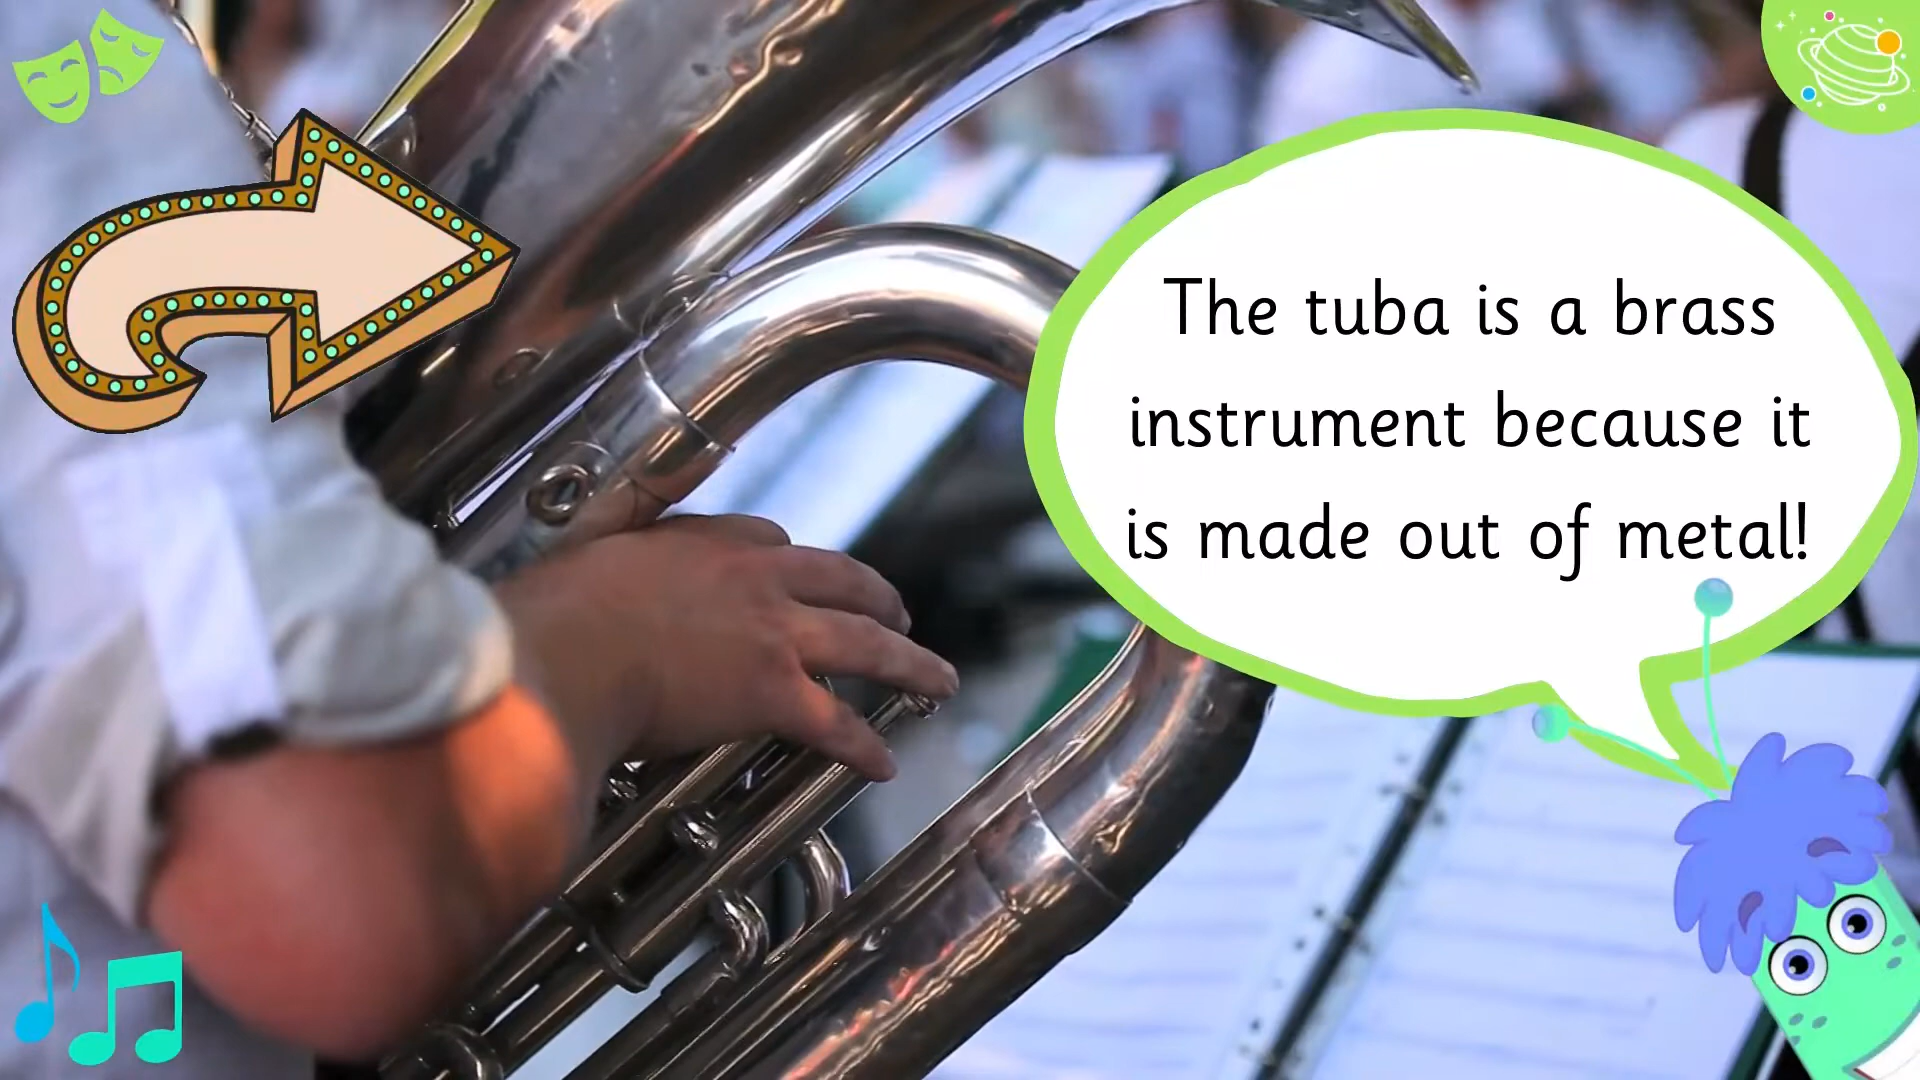 The tuba is a brass
instrument because it
is made out of metal!